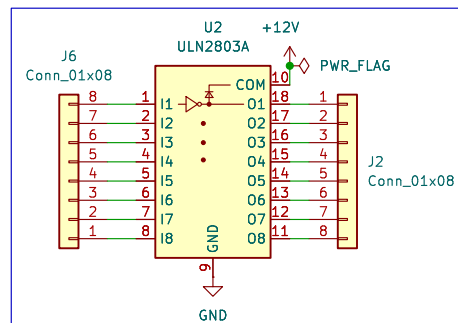 U2
ULN2803A
+12V
PWR_FLAG
J6
Conn_01x08
COM 10
8 1 I1 O1 18 1
7 2 I2 O2 17 2
6 3 I3 O3 16 3
5 4 I4 O4 15 4
4 5 I5 O5 14 5
3 6 I6 O6 13 6
2 7 I7 O7 12 7
1 8 I8 O8 11 8
J2
Conn_01x08
GND
9
GND